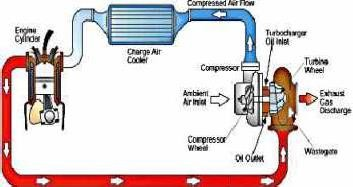 Compressed Air Flow
Engine
Cylinder
Charge Air
Cooler
Turbocharger
Oil Inlet
Turbine
Wheel
Compressor
Ambient
Air Inlet
Exhaust
Gas
Discharge
Compressor
Wheel
Oil Outlet
Wastegate